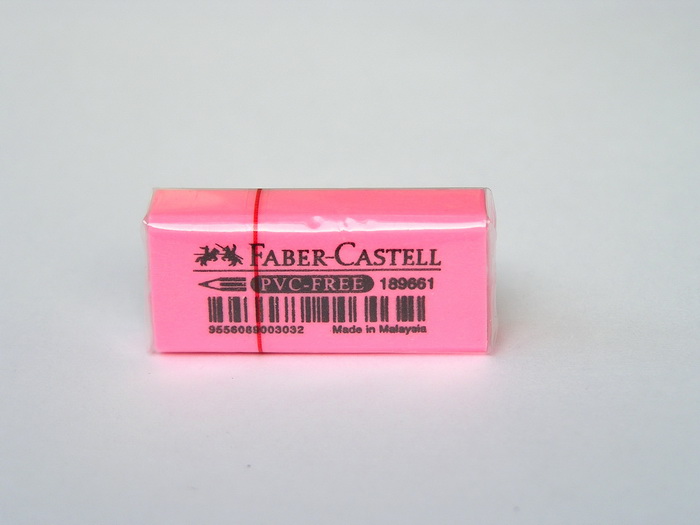 FABER-CASTELL
PVC-FREE 189661
9556089003032 Made in Malaysia